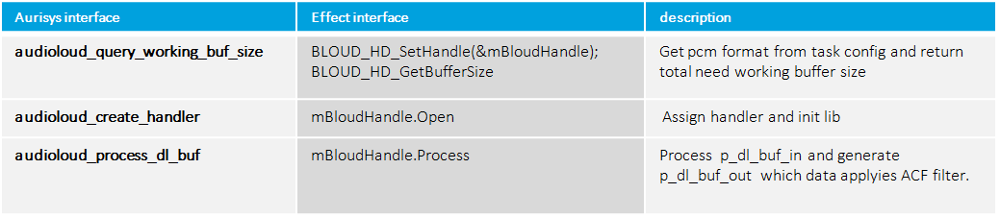 Aurisys interface Effect interface description
audioloud_query_working_buf_size BLOUD_HD_SetHandle(&mBloudHandle); Get pcm format from task config and return
BLOUD_HD_GetBufferSize total need working buffer size
audioloud_create_handler mBloudHandle.Open Assign handler and init lib
audioloud_process_dl_buf mBloudHandle.Process Process p_dl_buf_in and generate
p_dl_buf_out which data applyies ACF filter.